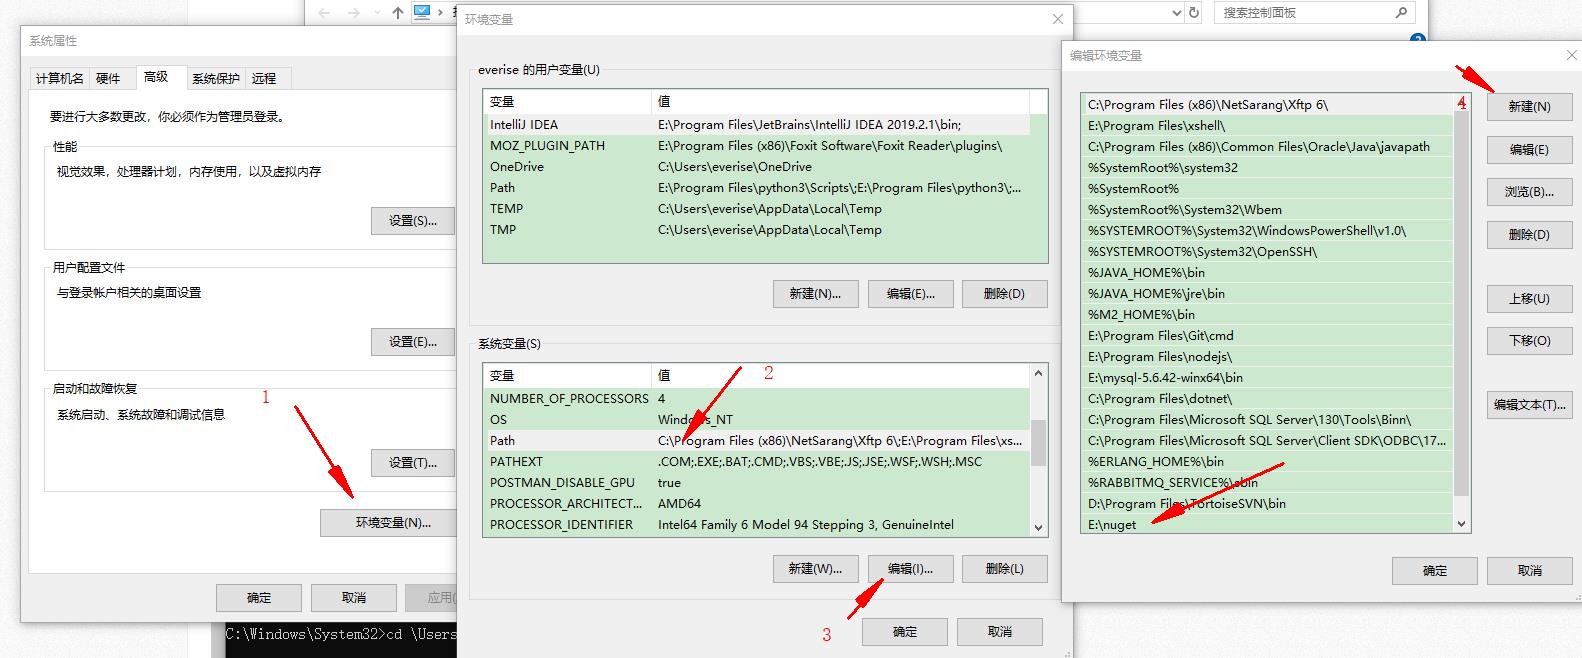 搜索控制面板
系统属性
计算机名
硬件
高级
系统保护
远程
要进行大多数更改，你必须作为管理员登录。
性能
视觉效果，处理器计划，内存使用，以及虚拟内存
设置(S)...
用户配置文件
与登录帐户相关的桌面设置
设置(E)...
启动和故障恢复
系统启动、系统故障和调试信息
1
设置(T)...
环境变量(N)...
确定
取消
应用(
C:\Windows\System32>cd \Users
环境变量
everise 的用户变量(U)
变量 值
IntelliJ IDEA E:\Program Files\JetBrains\IntelliJ IDEA 2019.2.1\bin;
MOZ_PLUGIN_PATH E:\Program Files (x86)\Foxit Software\Foxit Reader\plugins\
OneDrive C:\Users\everise\OneDrive
Path E:\Program Files\python3\Scripts\;E:\Program Files\python3\;...
TEMP C:\Users\everise\AppData\Local\Temp
TMP C:\Users\everise\AppData\Local\Temp
新建(N)...
编辑(E)...
删除(D)
系统变量(S)
变量 值
2
NUMBER_OF_PROCESSORS 4
OS Windows_NT
Path C:\Program Files (x86)\NetSarang\Xftp 6\;E:\Program Files\xs...
PATHEXT .COM;.EXE;.BAT;.CMD;.VBS;.VBE;.JS;.JSE;.WSF;.WSH;.MSC
POSTMAN_DISABLE_GPU true
PROCESSOR_ARCHITECT... AMD64
PROCESSOR_IDENTIFIER Intel64 Family 6 Model 94 Stepping 3, GenuineIntel
新建(W)...
编辑(I)...
删除(L)
3
确定
取消
编辑环境变量
4
C:\Program Files (x86)\NetSarang\Xftp 6\
E:\Program Files\xshell\
C:\Program Files (x86)\Common Files\Oracle\Java\javapath
%SystemRoot%\system32
%SystemRoot%
%SystemRoot%\System32\Wbem
%SYSTEMROOT%\System32\WindowsPowerShell\v1.0\
%SYSTEMROOT%\System32\OpenSSH\
%JAVA_HOME%\bin
%JAVA_HOME%\jre\bin
%M2_HOME%\bin
E:\Program Files\Git\cmd
E:\Program Files\nodejs\
E:\mysql-5.6.42-winx64\bin
C:\Program Files\dotnet\
C:\Program Files\Microsoft SQL Server\130\Tools\Binn\
C:\Program Files\Microsoft SQL Server\Client SDK\ODBC\17...
%ERLANG_HOME%\bin
%RABBITMQ_SERVICE%\sbin
D:\Program Files\TortoiseSVN\bin
E:\nuget
新建(N)
编辑(E)
浏览(B)...
删除(D)
上移(U)
下移(O)
编辑文本(T)...
确定
取消